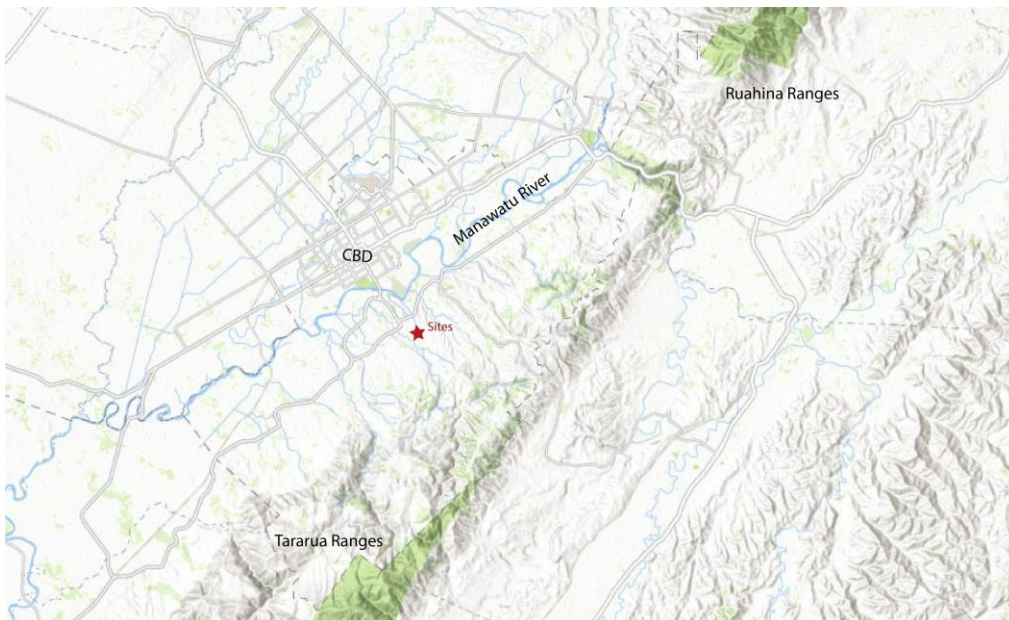 Ruahina Ranges
Manawatu River
CBD
Sites
Tararua Ranges